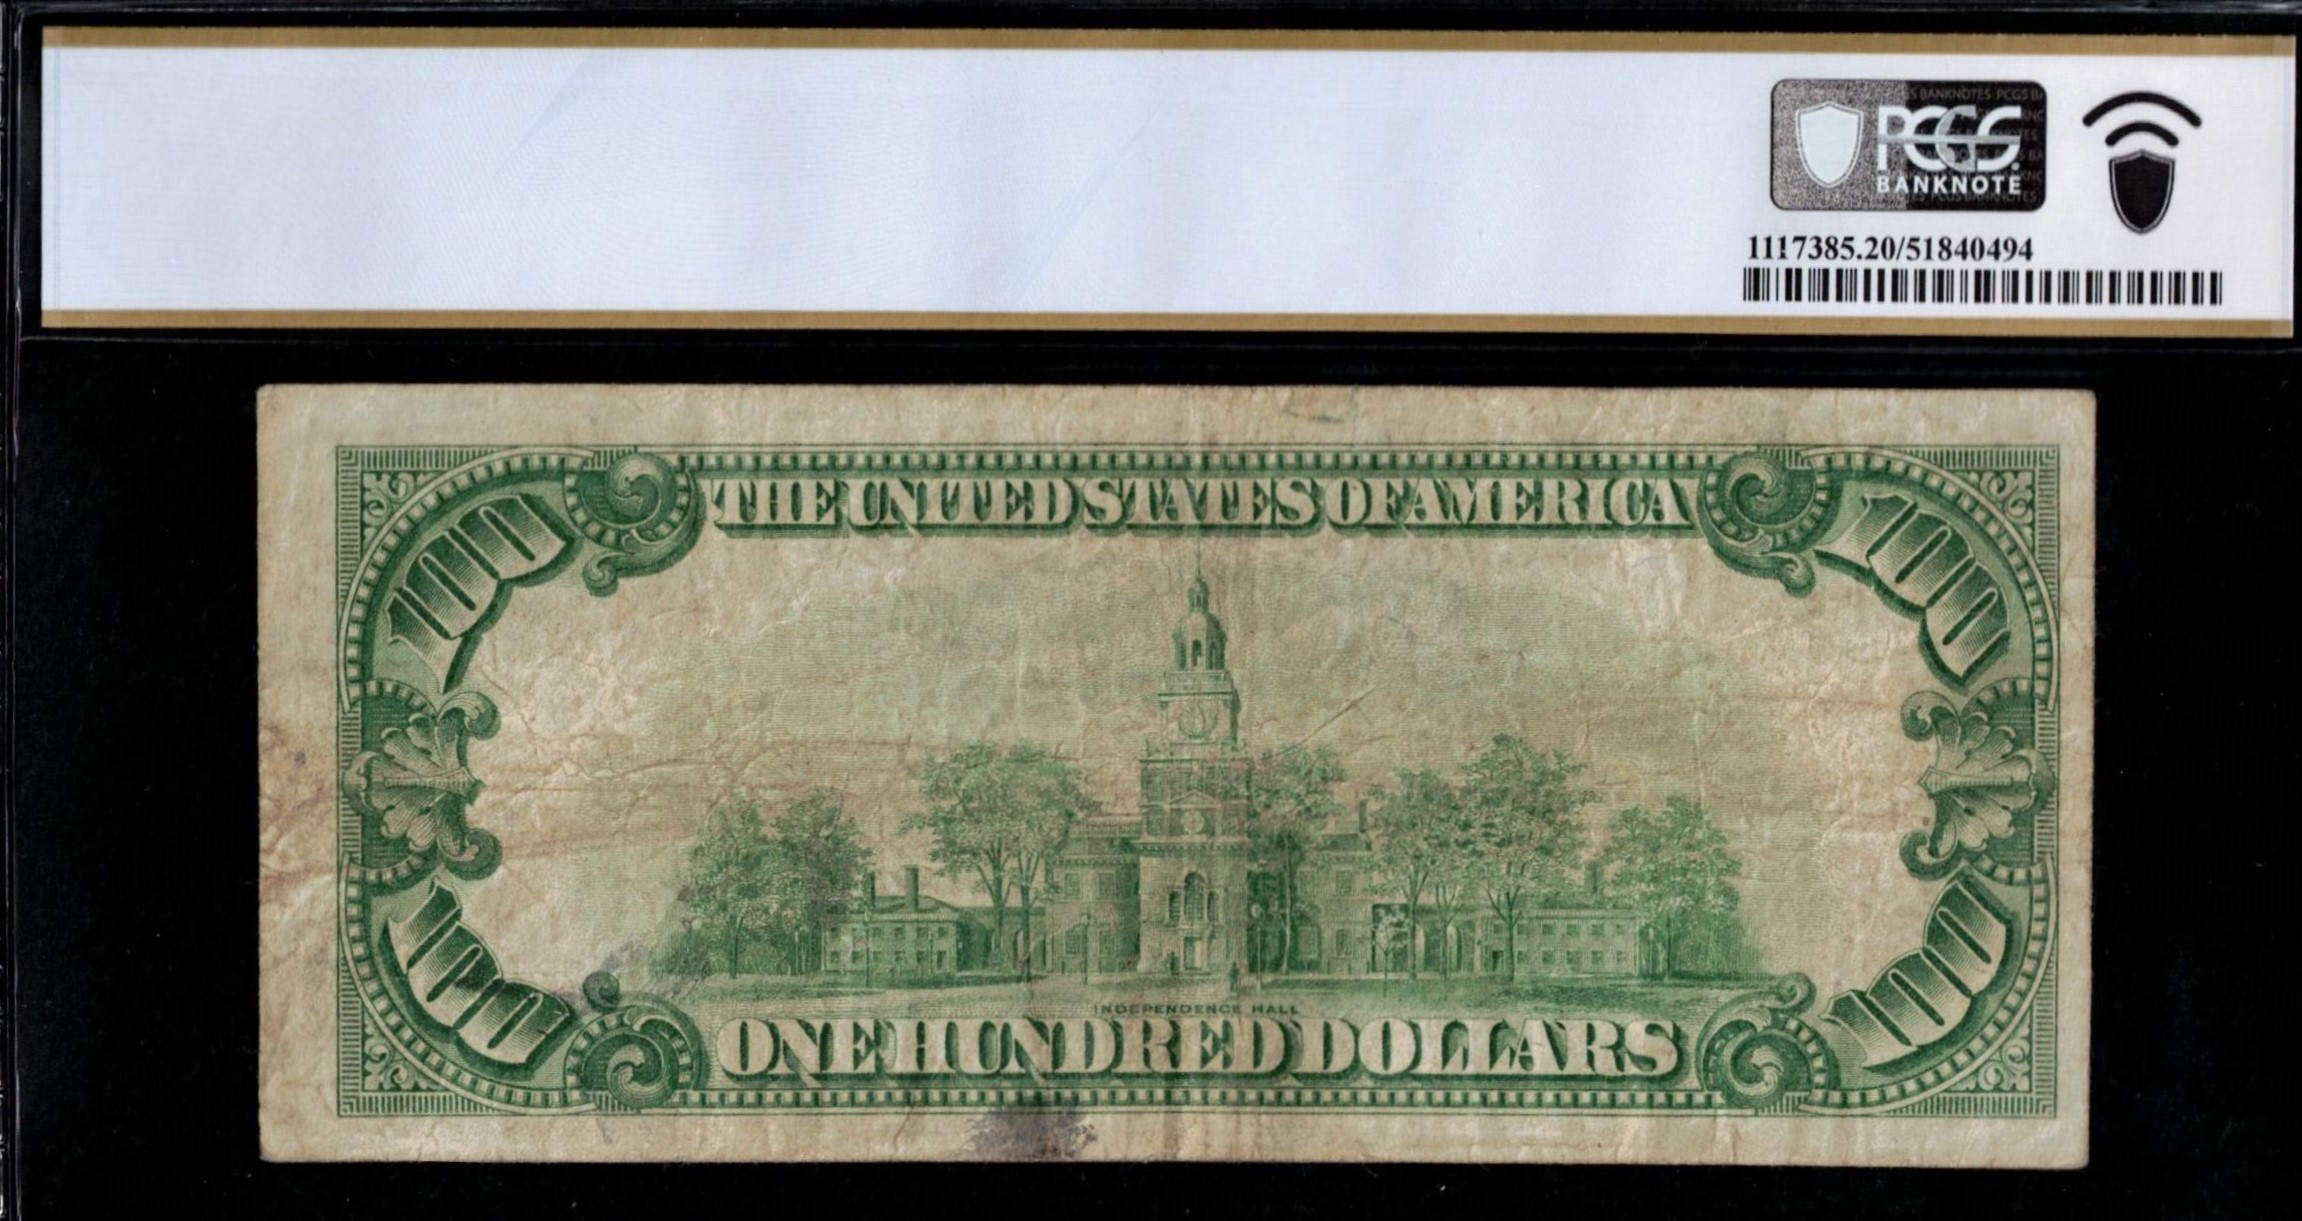 PCGS
BANKNOTE
1117385.20/51840494
100
THE UNITED STATES OF AMERICA
100
INDEPENDENCE HALL
100
ONE HUNDRED DOLLARS
100